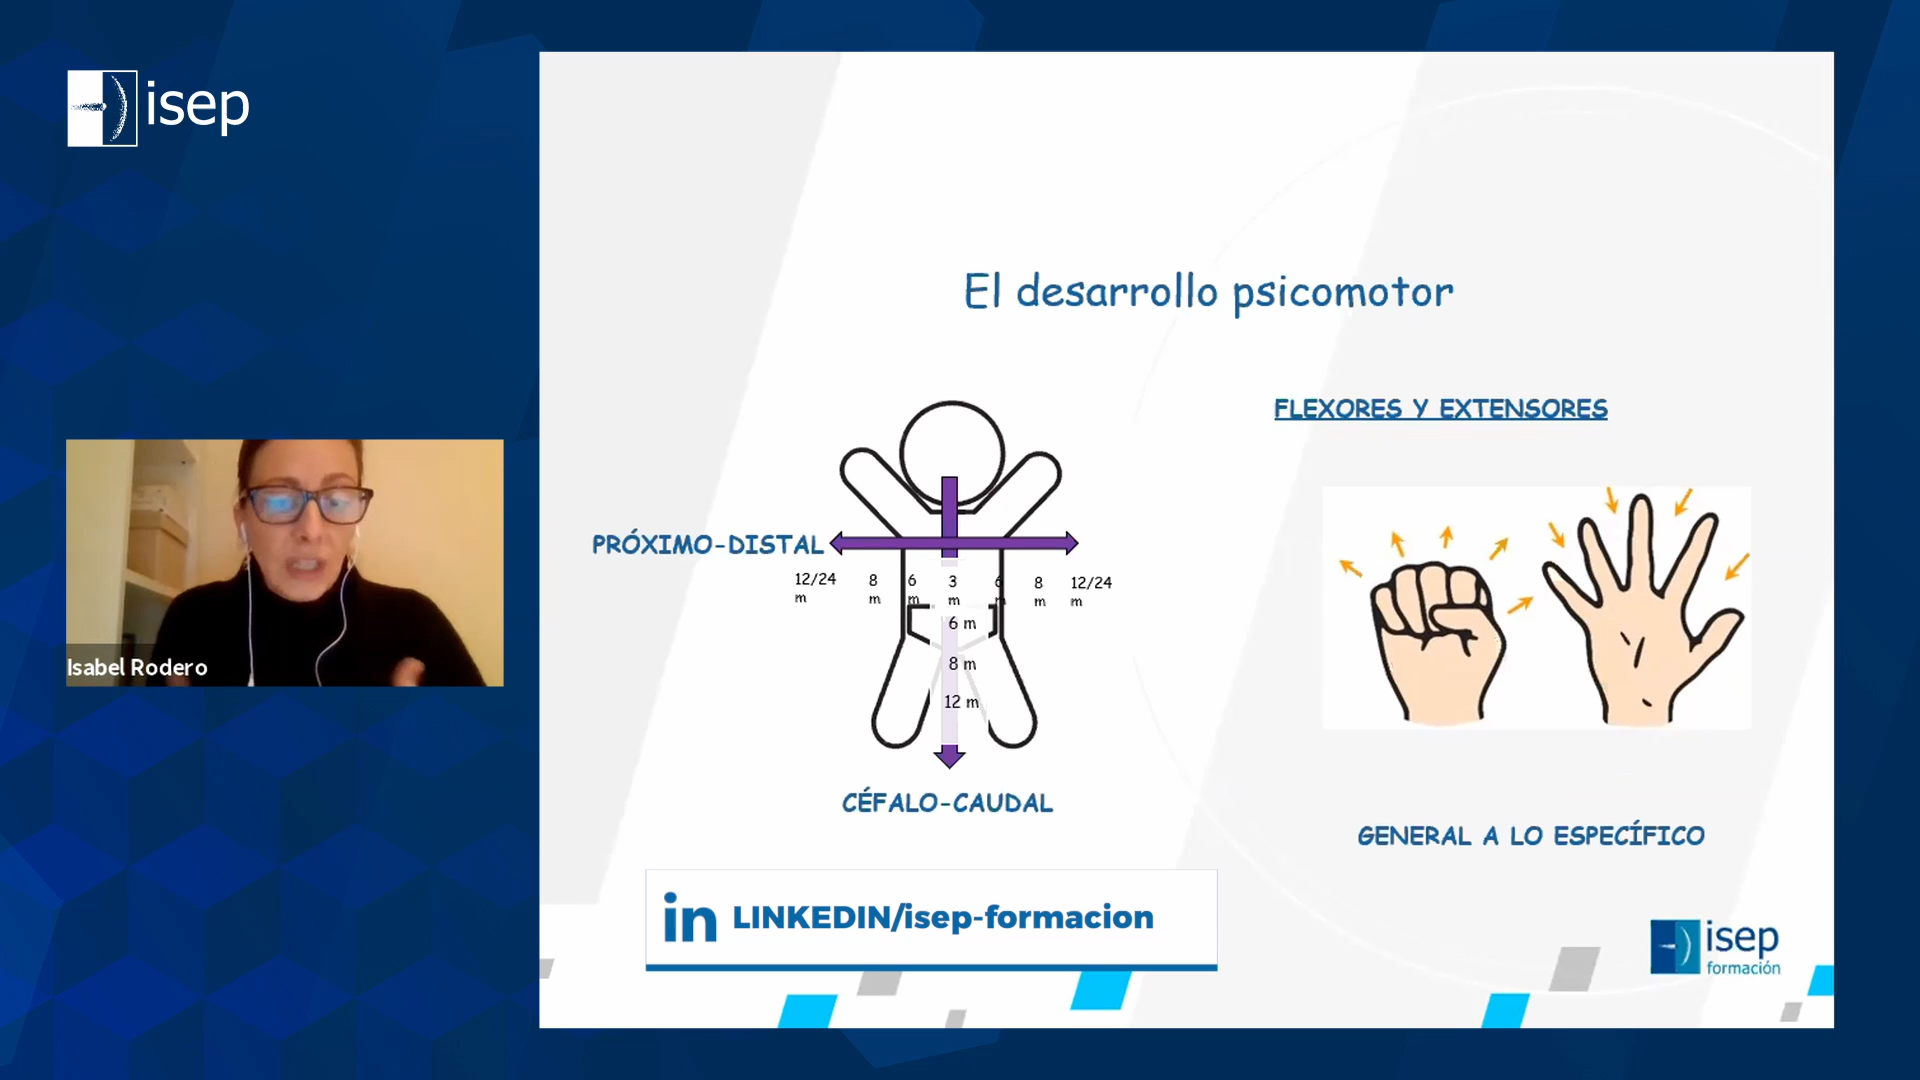 isep
El desarrollo psicomotor
FLEXORES Y EXTENSORES
PRÓXIMO-DISTAL
12/24 m
8 m
6 m
3 m
6 m
8 m
12/24 m
6 m
8 m
12 m
Isabel Rodero
CÉFALO-CAUDAL
GENERAL A LO ESPECÍFICO
in LINKEDIN/isep-formacion
isep
formación